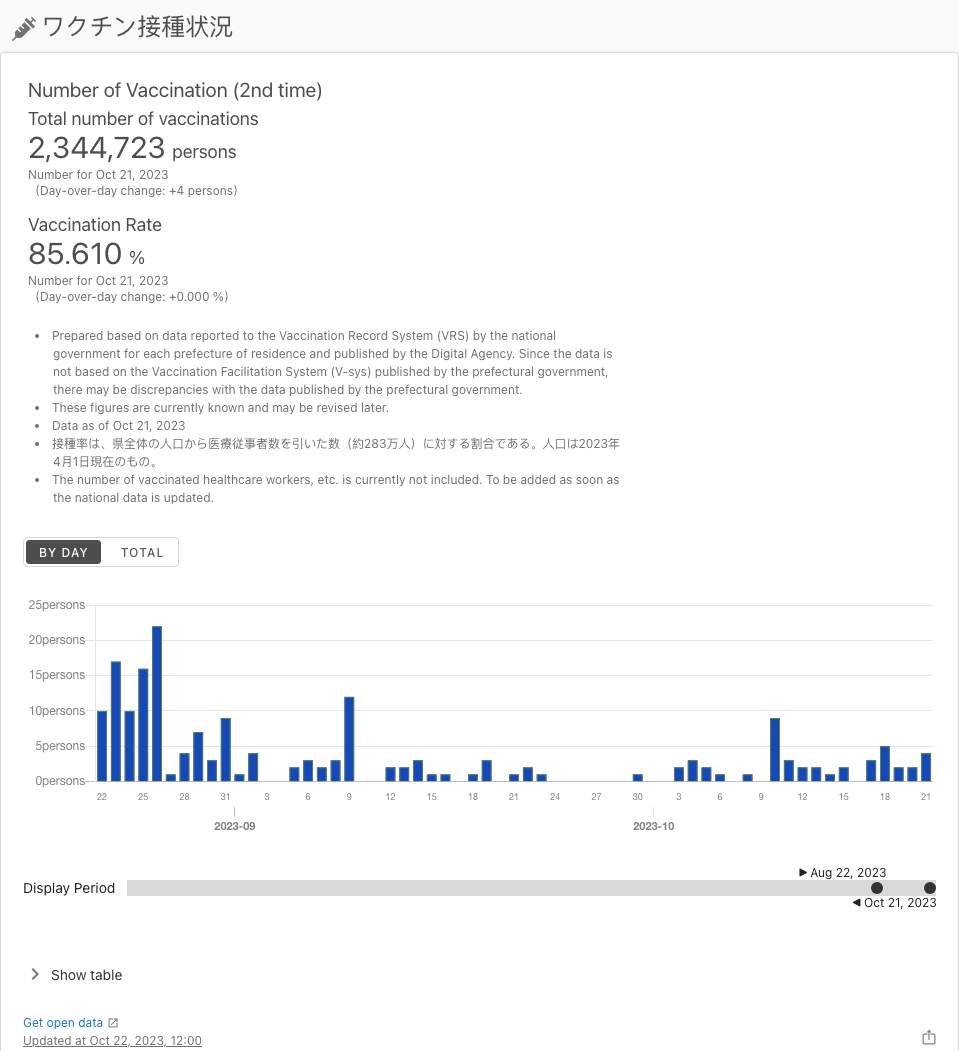 ワクチン接種状況
Number of Vaccination (2nd time)
Total number of vaccinations
2,344,723 persons
Number for Oct 21, 2023
(Day-over-day change: +4 persons)
Vaccination Rate
85.610 %
Number for Oct 21, 2023
(Day-over-day change: +0.000 %)
• Prepared based on data reported to the Vaccination Record System (VRS) by the national
government for each prefecture of residence and published by the Digital Agency. Since the data is
not based on the Vaccination Facilitation System (V-sys) published by the prefectural government,
there may be discrepancies with the data published by the prefectural government.
• These figures are currently known and may be revised later.
• Data as of Oct 21, 2023
• 接種率は、県全体の人口から医療従事者数を引いた数（約283万人）に対する割合である。人口は2023年
4月1日現在のもの。
• The number of vaccinated healthcare workers, etc. is currently not included. To be added as soon as
the national data is updated.
BY DAY TOTAL
25persons
20persons
15persons
10persons
5persons
0persons
22 25 28 31 3 6 9 12 15 18 21 24 27 30 3 6 9 12 15 18 21
2023-09 2023-10
Aug 22, 2023
Display Period
Oct 21, 2023
Show table
Get open data
Updated at Oct 22, 2023, 12:00